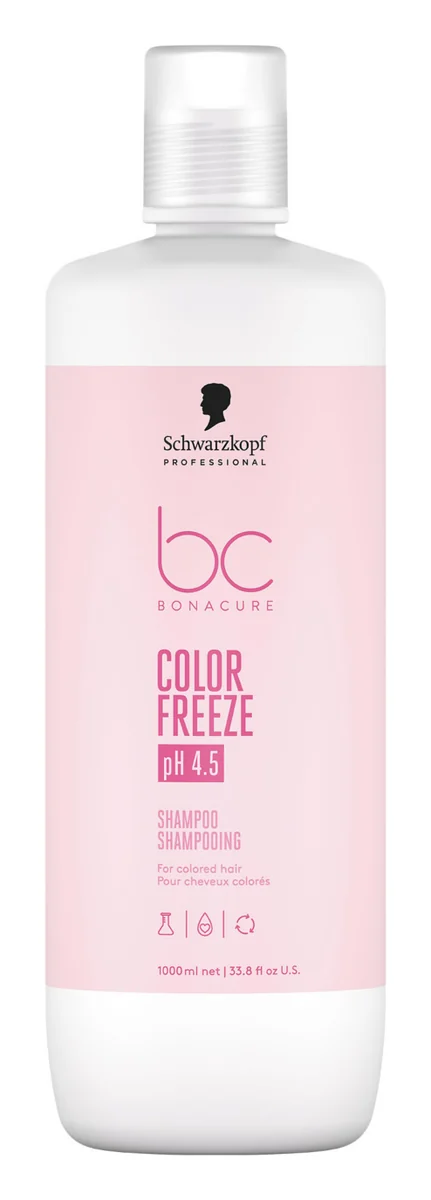 Schwarzkopf
PROFESSIONAL
bc
BONACURE
COLOR
FREEZE
pH 4.5
SHAMPOO
SHAMPOOING
For colored hair
Pour cheveux colorés
1000 ml net | 33.8 fl oz U.S.